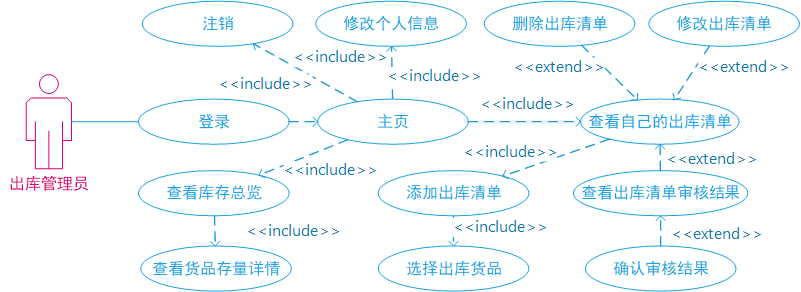 注销
修改个人信息
删除出库清单
修改出库清单
<<include>>
<<include>>
<<include>>
<<extend>>
<<extend>>
登录
主页
<<include>>
查看自己的出库清单
出库管理员
<<include>>
<<include>>
<<extend>>
查看库存总览
添加出库清单
查看出库清单审核结果
<<include>>
<<include>>
<<extend>>
查看货品存量详情
选择出库货品
确认审核结果